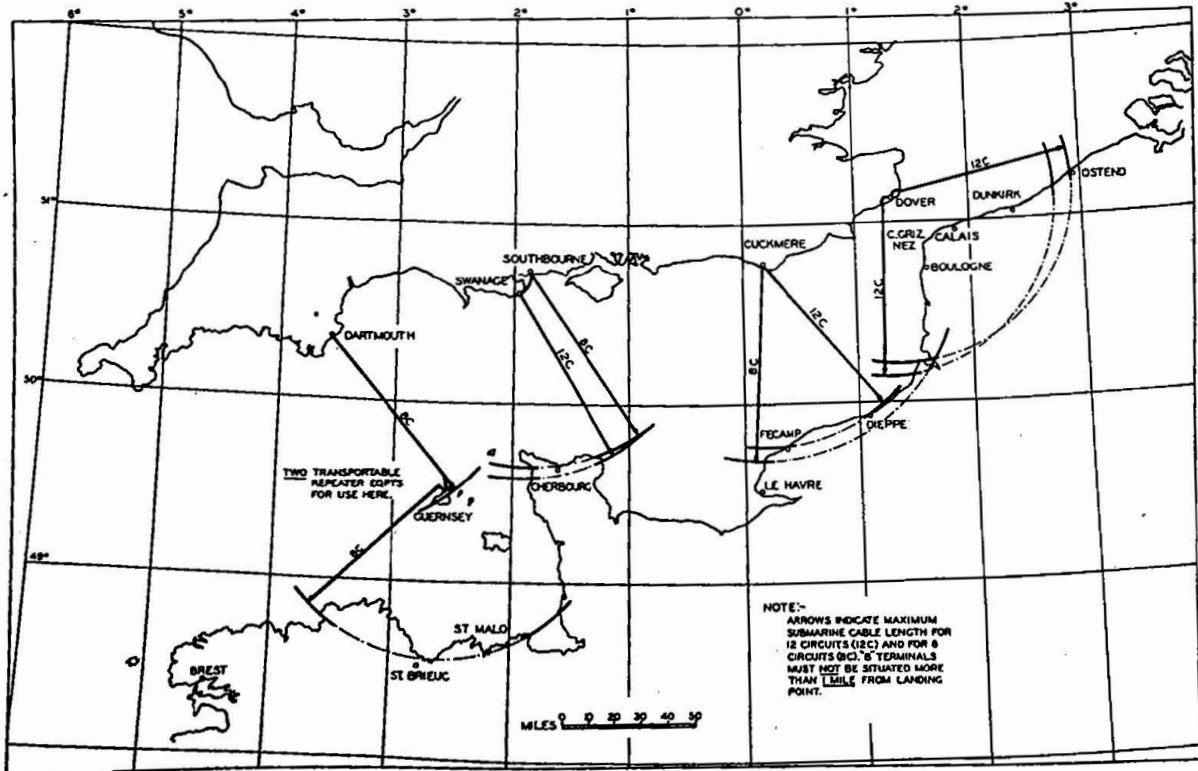 6° 5° 4° 3° 2° 1° 0° 1° 2° 3°
12C
OSTEND
DOVER
DUNKIRK
51°
C.GRIZ
NEZ
CALAIS
CUCKMERE
BOULOGNE
SOUTHBOURNE
SWANAGE
12C
12C
8C
DARTMOUTH
12C
8C
50°
8C
DIEPPE
FECAMP
TWO TRANSPORTABLE
REPEATER EQPTS
FOR USE HERE.
CHERBOURG
LE HAVRE
GUERNSEY
8C
49°
NOTE:-
ARROWS INDICATE MAXIMUM
SUBMARINE CABLE LENGTH FOR
12 CIRCUITS (12C) AND FOR 8
CIRCUITS (8C). "B" TERMINALS
MUST NOT BE SITUATED MORE
THAN 1 MILE FROM LANDING
POINT.
ST MALO
BREST
ST. BRIEUC
MILES 0 10 20 30 40 50